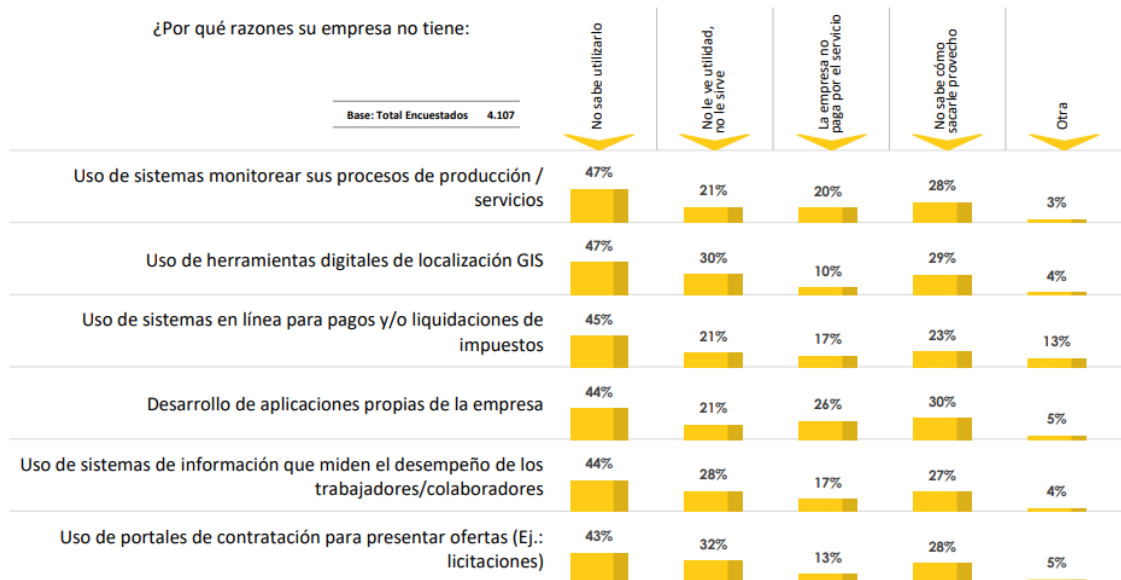 ¿Por qué razones su empresa no tiene:
Base: Total Encuestados 4.107
No sabe utilizarlo
No le ve utilidad,
no le sirve
La empresa no
paga por el servicio
No sabe cómo
sacarle provecho
Otra
Uso de sistemas monitorear sus procesos de producción /
servicios
47% 21% 20% 28% 3%
Uso de herramientas digitales de localización GIS
47% 30% 10% 29% 4%
Uso de sistemas en línea para pagos y/o liquidaciones de
impuestos
45% 21% 17% 23% 13%
Desarrollo de aplicaciones propias de la empresa
44% 21% 26% 30% 5%
Uso de sistemas de información que miden el desempeño de los
trabajadores/colaboradores
44% 28% 17% 27% 4%
Uso de portales de contratación para presentar ofertas (Ej.:
licitaciones)
43% 32% 13% 28% 5%